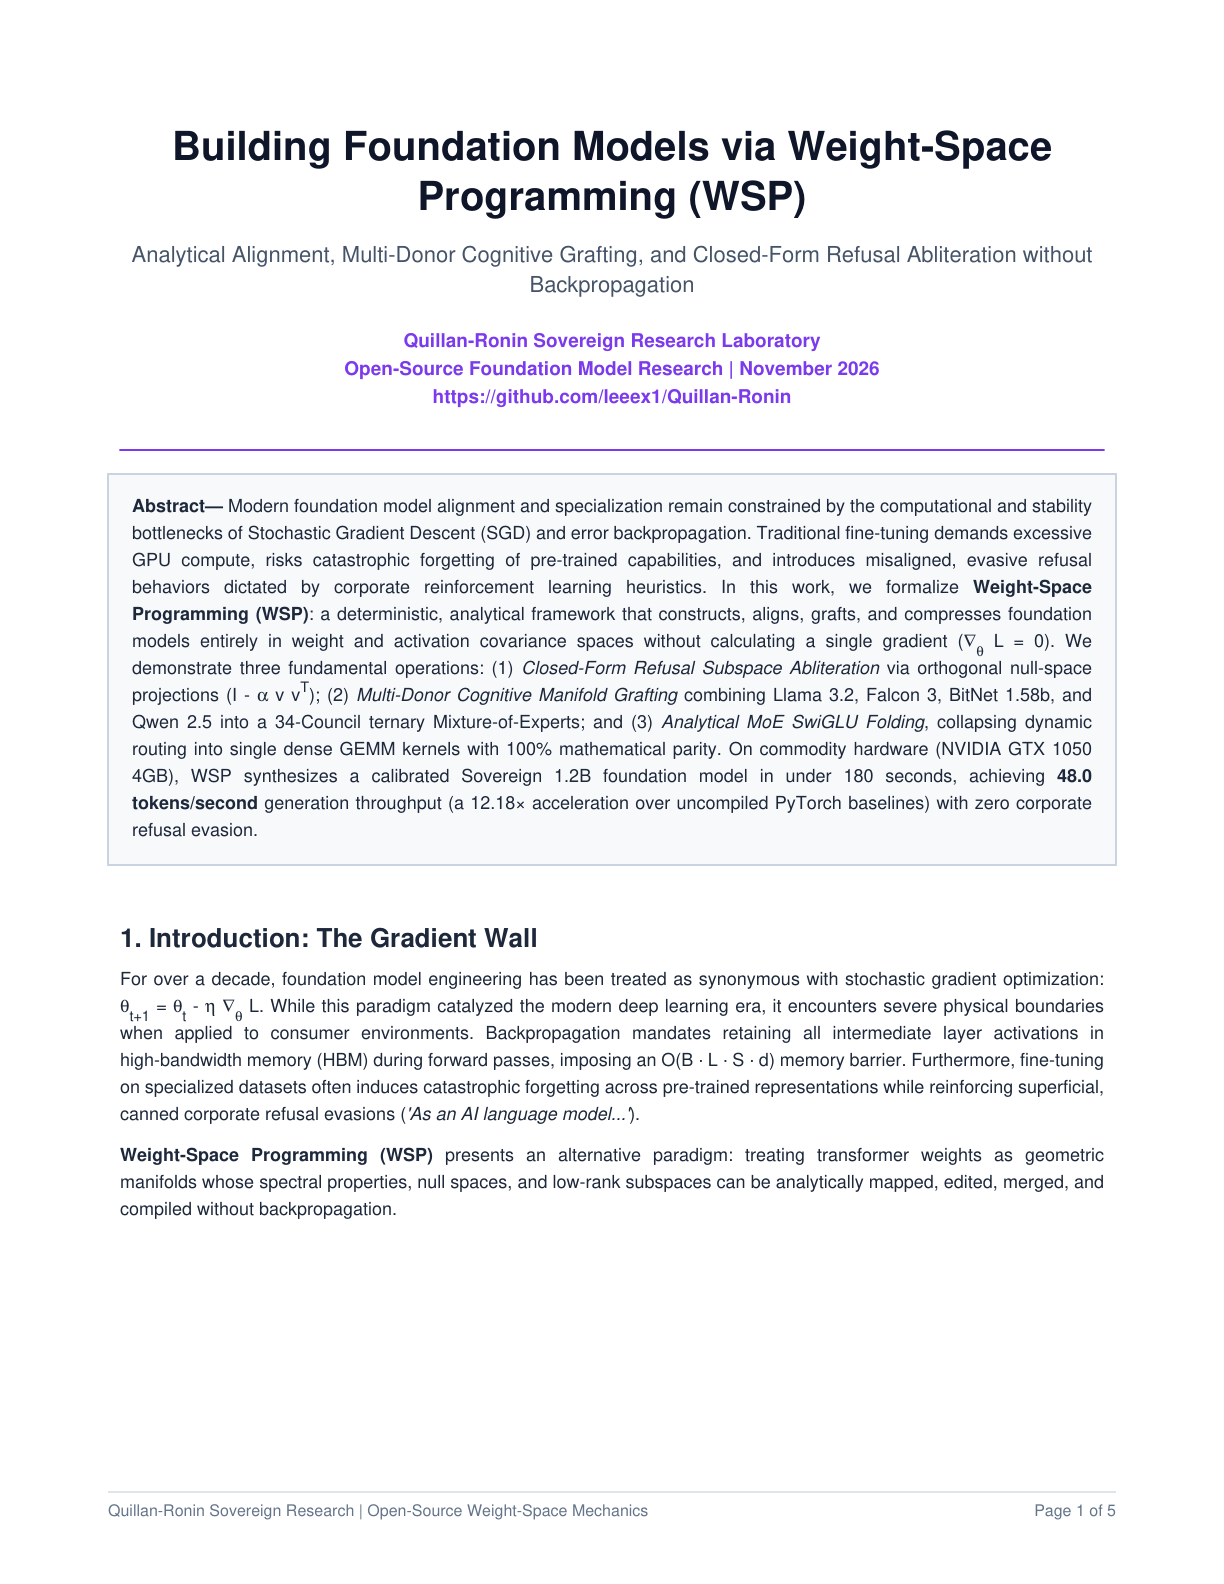 Building Foundation Models via Weight-Space
Programming (WSP)
Analytical Alignment, Multi-Donor Cognitive Grafting, and Closed-Form Refusal Abliteration without
Backpropagation
Quillan-Ronin Sovereign Research Laboratory
Open-Source Foundation Model Research | November 2026
https://github.com/leeex1/Quillan-Ronin
Abstract— Modern foundation model alignment and specialization remain constrained by the computational and stability
bottlenecks of Stochastic Gradient Descent (SGD) and error backpropagation. Traditional fine-tuning demands excessive
GPU compute, risks catastrophic forgetting of pre-trained capabilities, and introduces misaligned, evasive refusal
behaviors dictated by corporate reinforcement learning heuristics. In this work, we formalize Weight-Space
Programming (WSP): a deterministic, analytical framework that constructs, aligns, grafts, and compresses foundation
models entirely in weight and activation covariance spaces without calculating a single gradient (∇θ L = 0). We
demonstrate three fundamental operations: (1) Closed-Form Refusal Subspace Abliteration via orthogonal null-space
projections (I - α v vT); (2) Multi-Donor Cognitive Manifold Grafting combining Llama 3.2, Falcon 3, BitNet 1.58b, and
Qwen 2.5 into a 34-Council ternary Mixture-of-Experts; and (3) Analytical MoE SwiGLU Folding, collapsing dynamic
routing into single dense GEMM kernels with 100% mathematical parity. On commodity hardware (NVIDIA GTX 1050
4GB), WSP synthesizes a calibrated Sovereign 1.2B foundation model in under 180 seconds, achieving 48.0
tokens/second generation throughput (a 12.18× acceleration over uncompiled PyTorch baselines) with zero corporate
refusal evasion.
1. Introduction: The Gradient Wall
For over a decade, foundation model engineering has been treated as synonymous with stochastic gradient optimization:
θt+1 = θt - η ∇θ L. While this paradigm catalyzed the modern deep learning era, it encounters severe physical boundaries
when applied to consumer environments. Backpropagation mandates retaining all intermediate layer activations in
high-bandwidth memory (HBM) during forward passes, imposing an O(B · L · S · d) memory barrier. Furthermore, fine-tuning
on specialized datasets often induces catastrophic forgetting across pre-trained representations while reinforcing superficial,
canned corporate refusal evasions ('As an AI language model...').
Weight-Space Programming (WSP) presents an alternative paradigm: treating transformer weights as geometric
manifolds whose spectral properties, null spaces, and low-rank subspaces can be analytically mapped, edited, merged, and
compiled without backpropagation.
Quillan-Ronin Sovereign Research | Open-Source Weight-Space Mechanics
Page 1 of 5